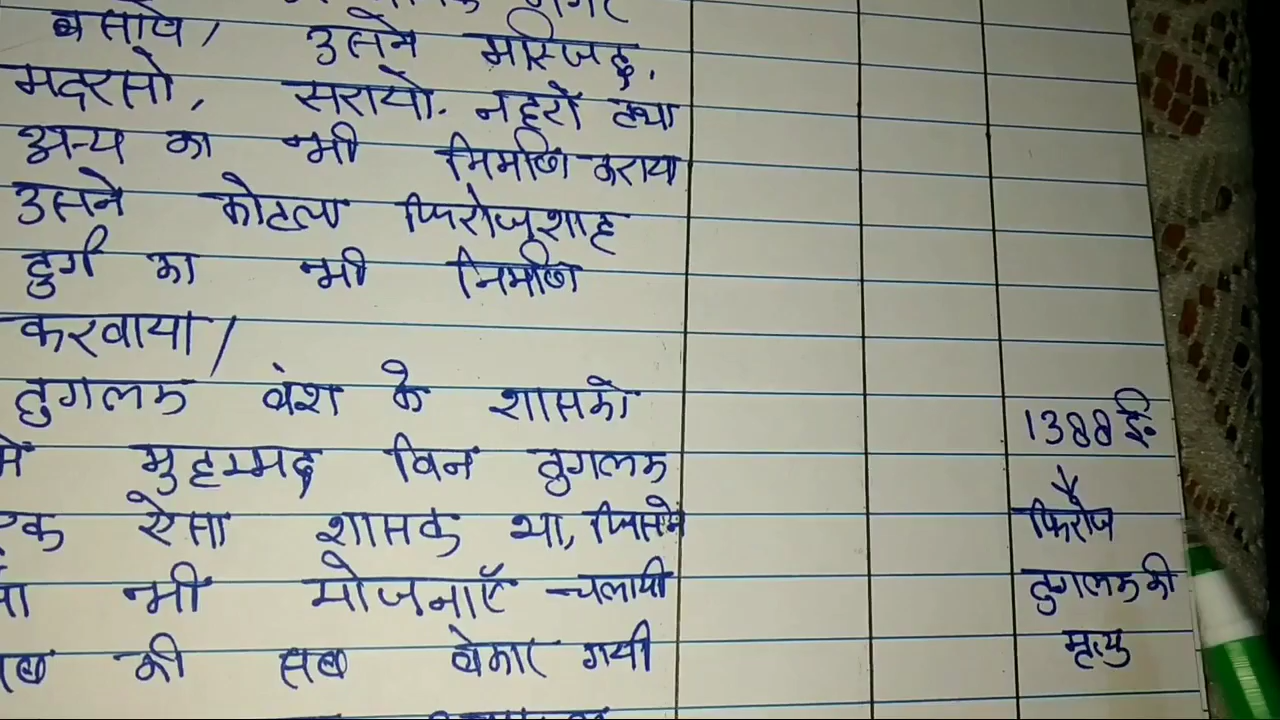 नगर
बसाये/ उसने मस्जिद,
मदरसो, सरायो. नहरों तथा
अन्य का भी निर्माण कराया
उसने कोटला फिरोजशाह
दुर्ग का भी निर्माण
करवाया/
तुगलक वंश के शासको
में मुहम्मद बिन तुगलक
एक ऐसा शासक था, जिसने
भी योजनाएँ चलायी
सब की सब बेकार गयी
1388 ई॰
फिरोज
तुगलक की
मृत्यु